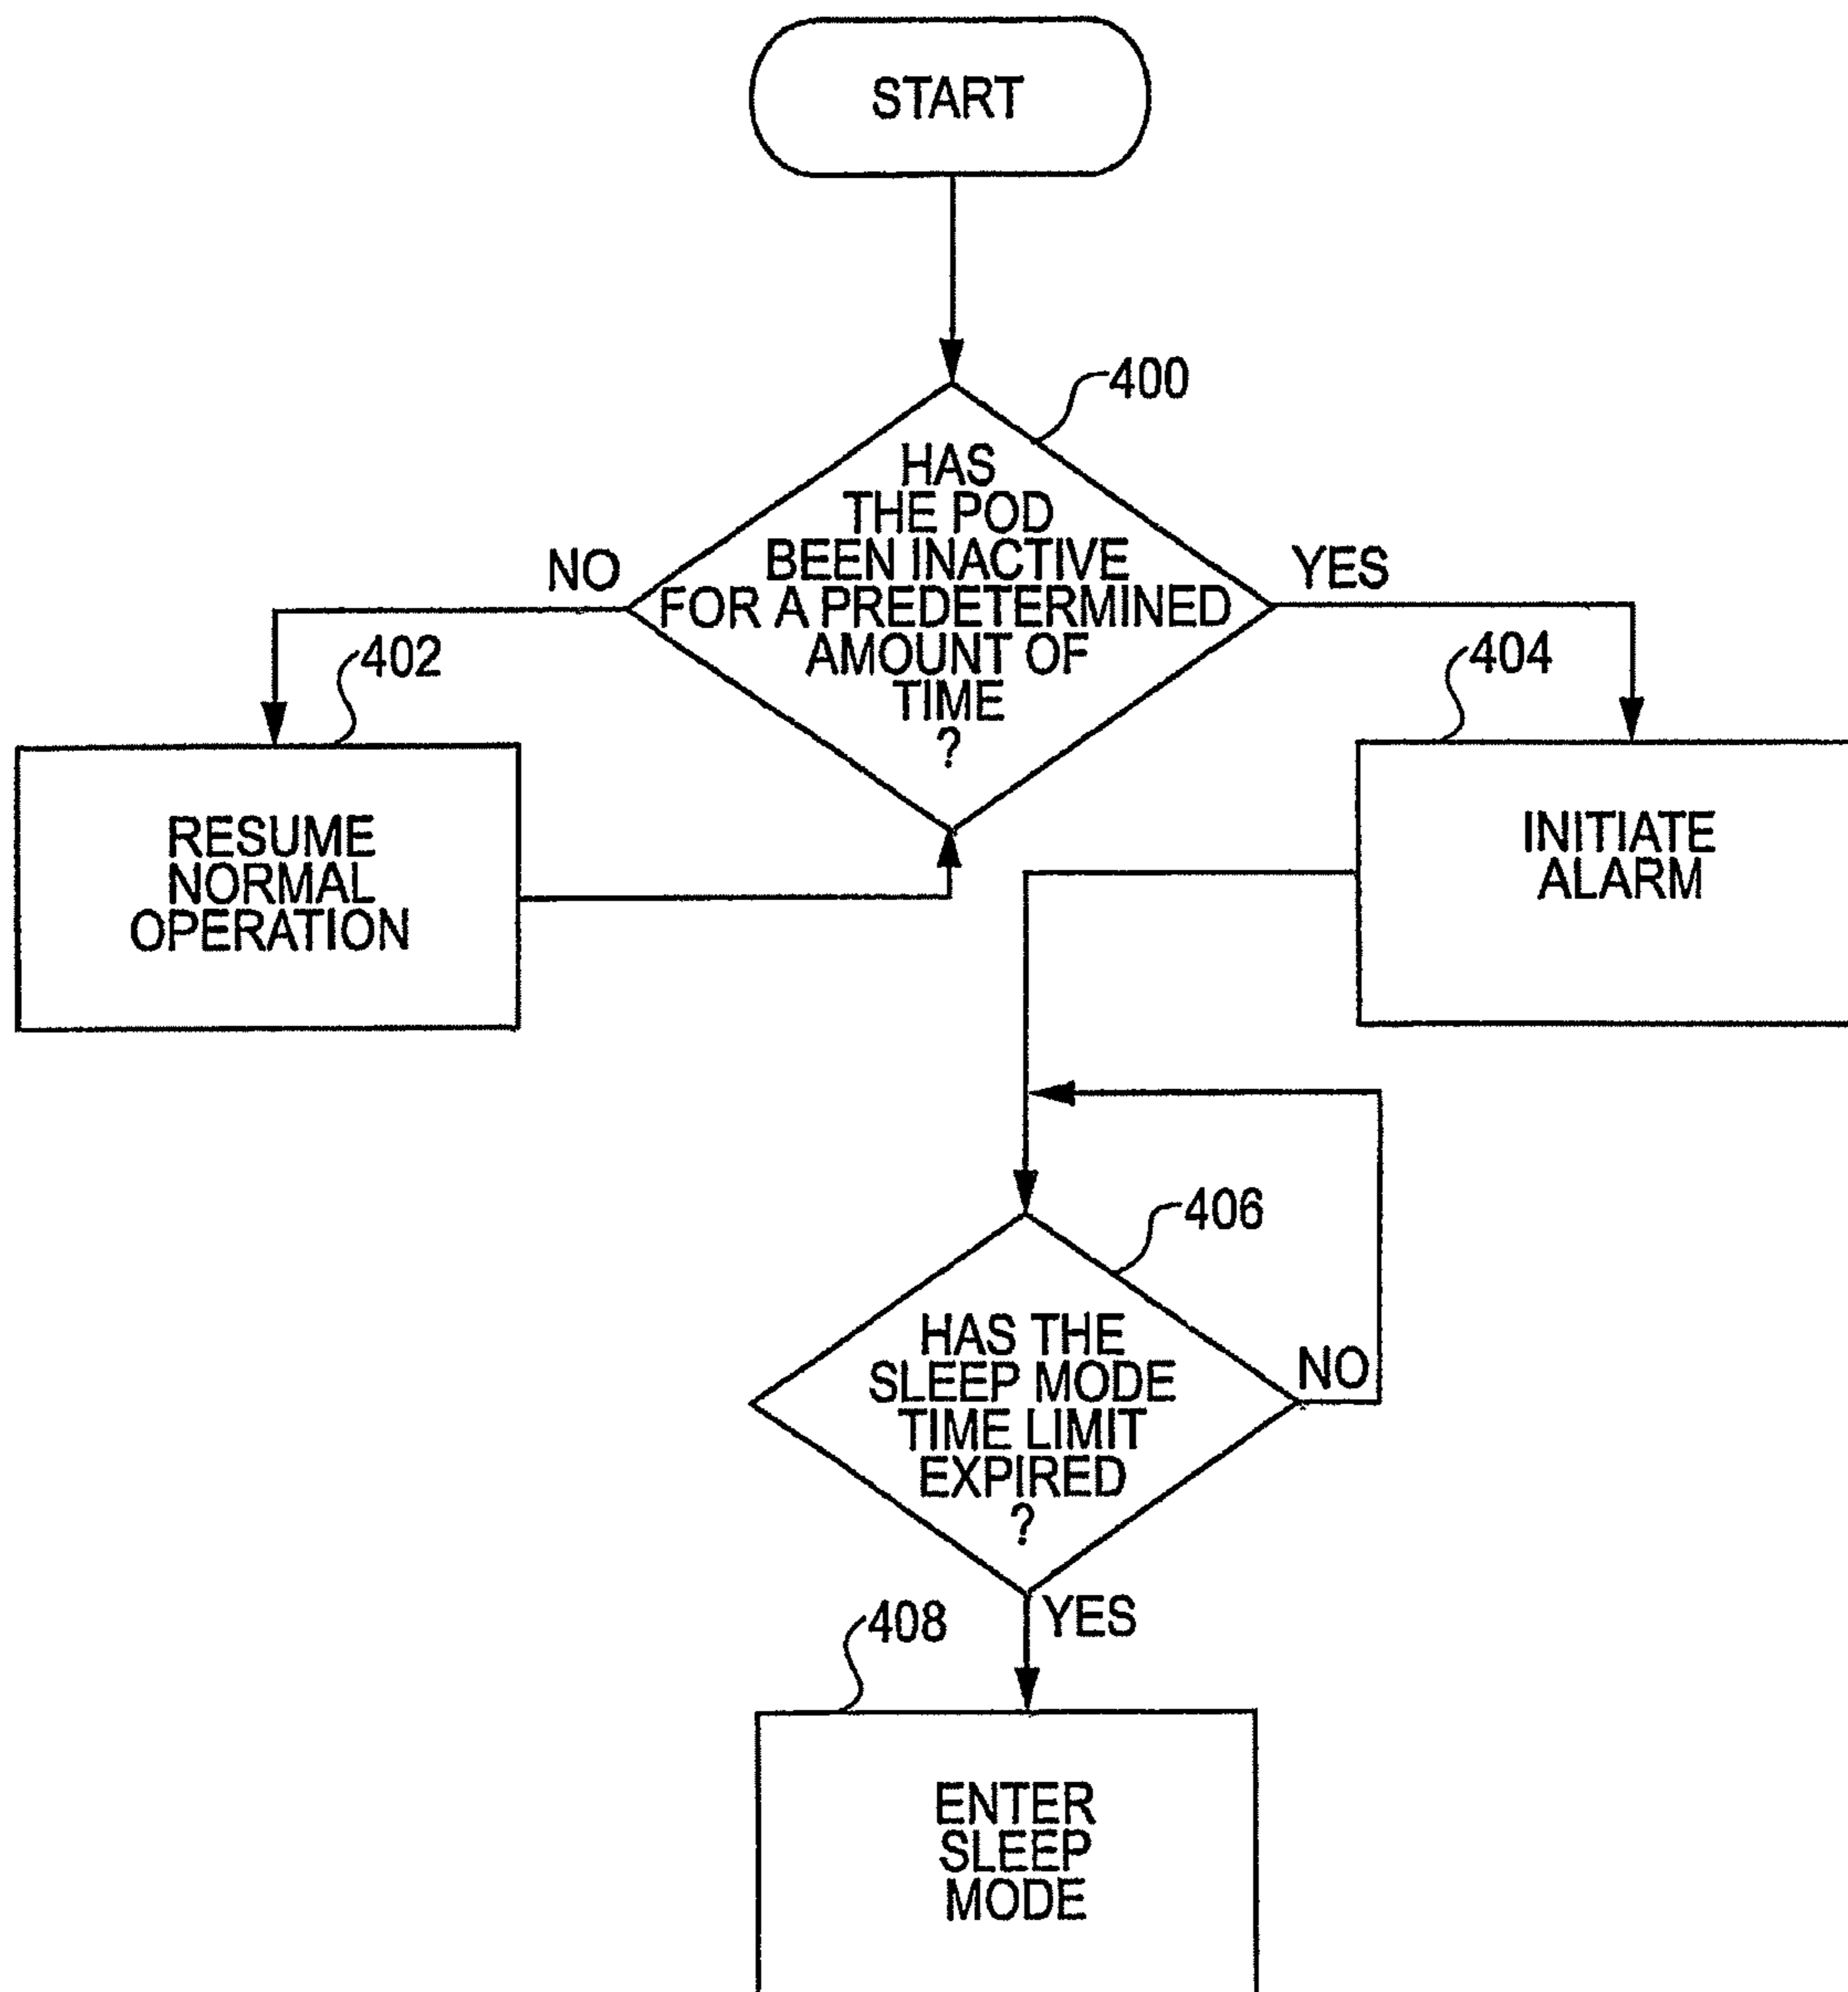 START
400
HAS
THE POD
BEEN INACTIVE
FOR A PREDETERMINED
AMOUNT OF
TIME
?
NO
YES
402
404
RESUME
NORMAL
OPERATION
INITIATE
ALARM
406
HAS THE
SLEEP MODE
TIME LIMIT
EXPIRED
?
NO
YES
408
ENTER
SLEEP
MODE